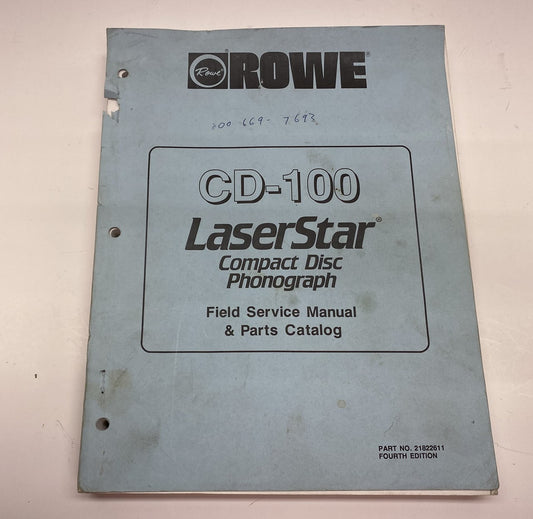 Rowe ROWE®
800 669-7693
CD-100
LaserStar®
Compact Disc
Phonograph
Field Service Manual
& Parts Catalog
PART NO. 21822611
FOURTH EDITION